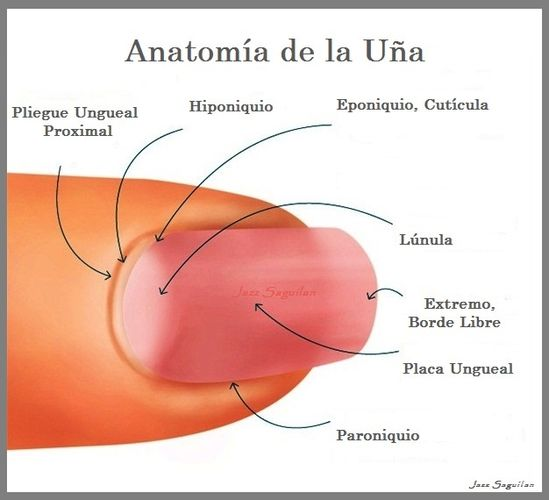 Anatomía de la Uña
Pliegue Ungueal
Proximal
Hiponiquio
Eponiquio, Cutícula
Lúnula
Jazz Saguilan
Extremo,
Borde Libre
Placa Ungueal
Paroniquio
Jazz Saguilan